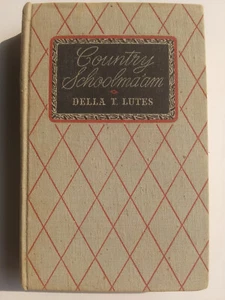 Country
Schoolma'am
DELLA T. LUTES